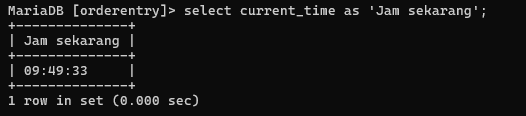 MariaDB [orderentry]> select current_time as 'Jam sekarang';
+--------------+
| Jam sekarang |
+--------------+
| 09:49:33     |
+--------------+
1 row in set (0.000 sec)